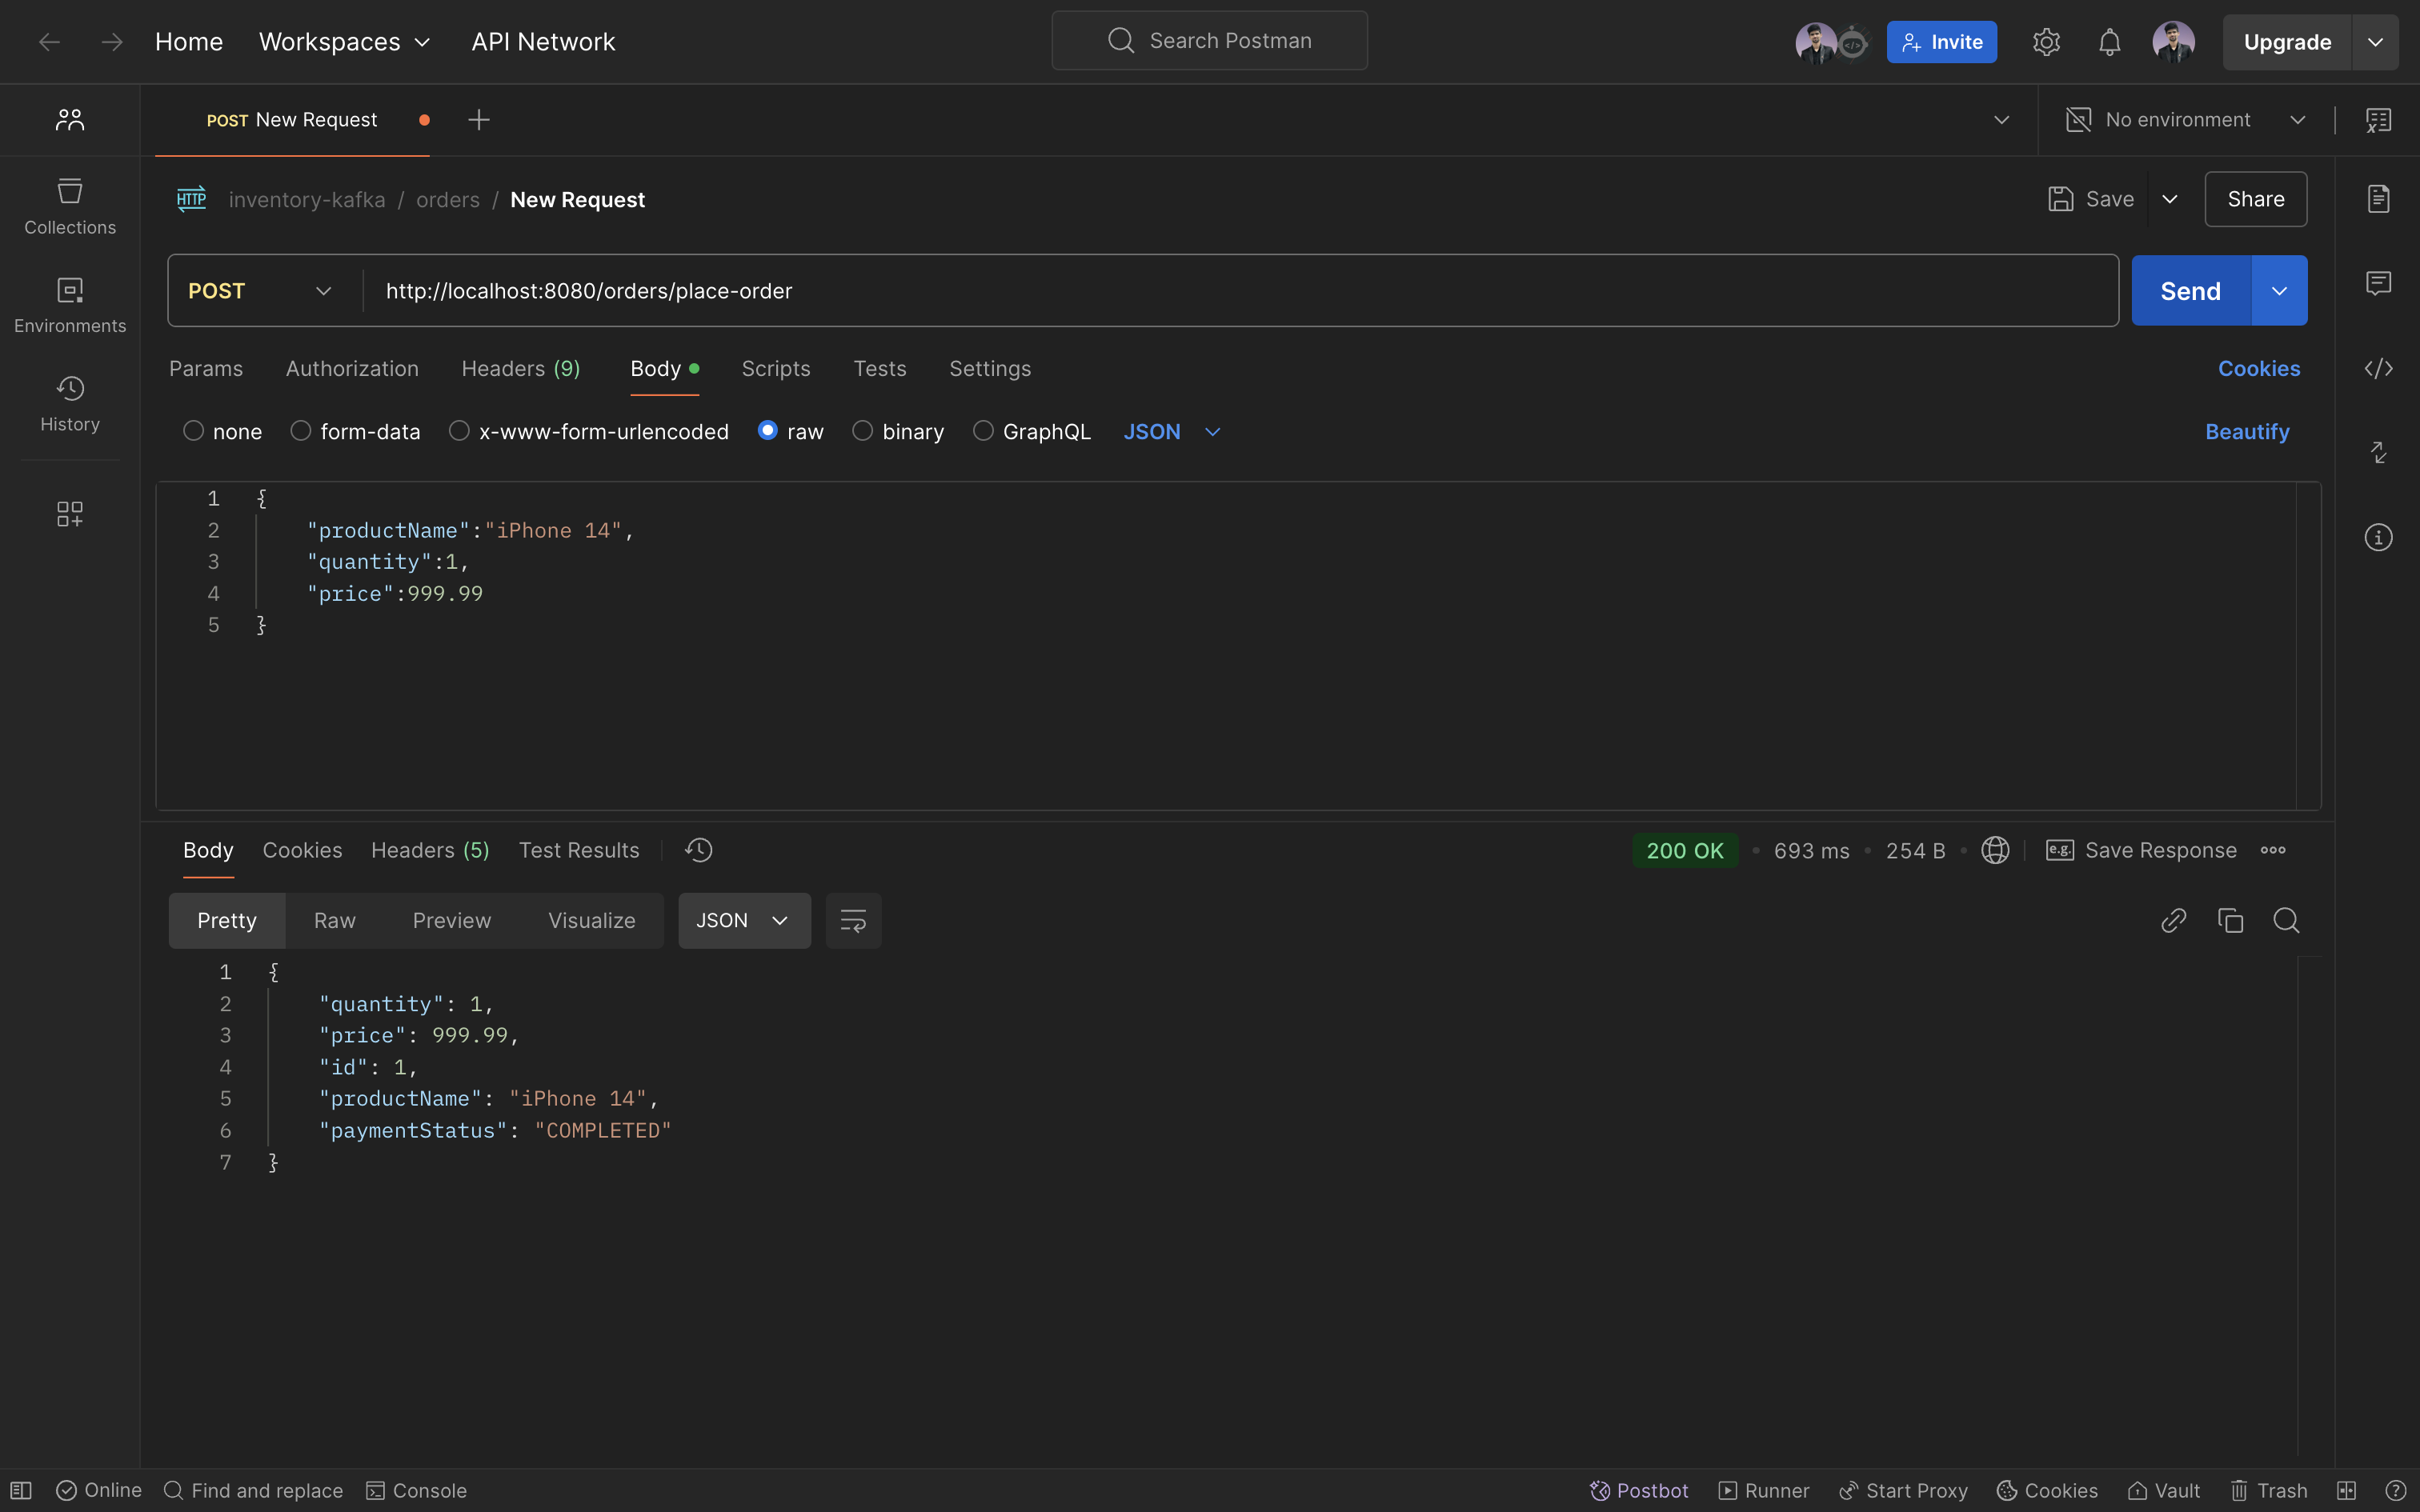 Home Workspaces API Network Search Postman Invite Upgrade
POST New Request No environment
HTTP inventory-kafka / orders / New Request Save Share
Collections
Environments
History
POST http://localhost:8080/orders/place-order Send
Params Authorization Headers (9) Body Scripts Tests Settings Cookies
none form-data x-www-form-urlencoded raw binary GraphQL JSON Beautify
1 {
2 "productName":"iPhone 14",
3 "quantity":1,
4 "price":999.99
5 }
Body Cookies Headers (5) Test Results 200 OK 693 ms 254 B e.g. Save Response
Pretty Raw Preview Visualize JSON
1 {
2 "quantity": 1,
3 "price": 999.99,
4 "id": 1,
5 "productName": "iPhone 14",
6 "paymentStatus": "COMPLETED"
7 }
Online Find and replace Console Postbot Runner Start Proxy Cookies Vault Trash